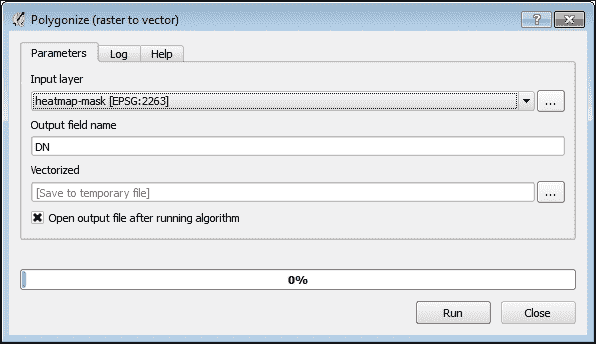 Polygonize (raster to vector)
Parameters Log Help
Input layer
heatmap-mask [EPSG:2263]
...
Output field name
DN
Vectorized
[Save to temporary file]
...
Open output file after running algorithm
0%
Run Close